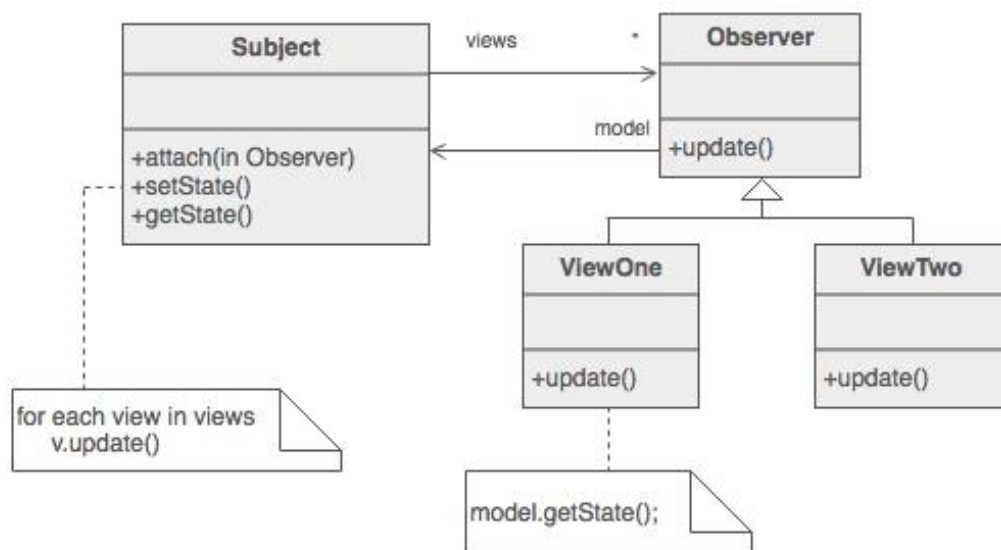 Subject
+attach(in Observer)
+setState()
+getState()
views
*
model
Observer
+update()
ViewOne
+update()
ViewTwo
+update()
for each view in views
v.update()
model.getState();